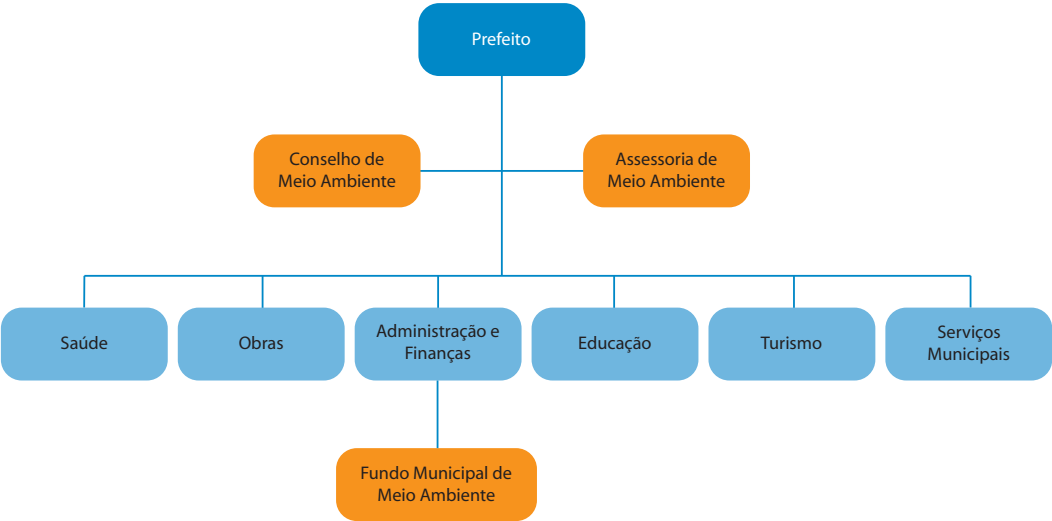 Prefeito
Conselho de
Meio Ambiente
Assessoria de
Meio Ambiente
Saúde
Obras
Administração e
Finanças
Educação
Turismo
Serviços
Municipais
Fundo Municipal de
Meio Ambiente